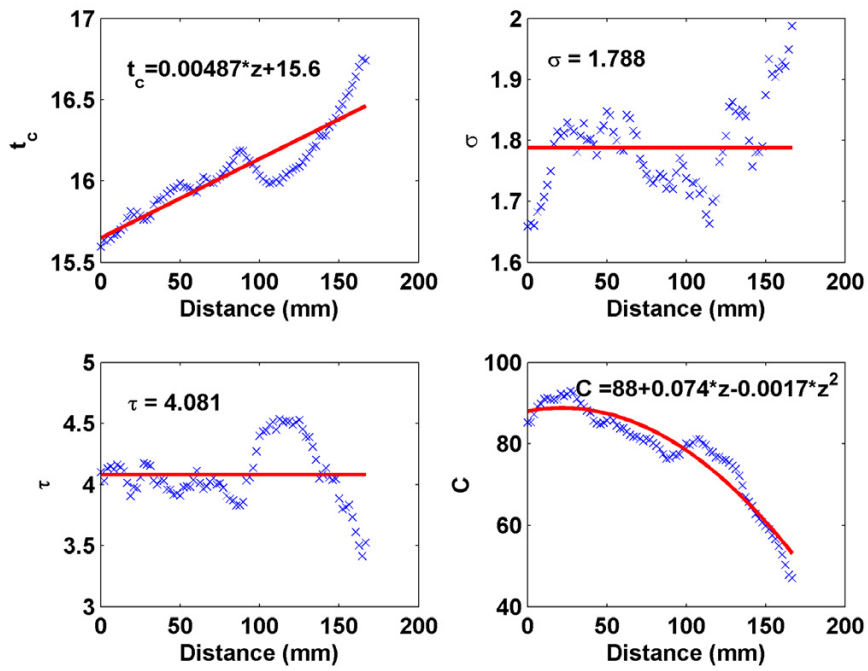 17
16.5
16
15.5
t_c
t_c=0.00487*z+15.6
0 50 100 150 200
Distance (mm)
2
1.9
1.8
1.7
1.6
σ
σ = 1.788
0 50 100 150 200
Distance (mm)
5
4.5
4
3.5
3
τ
τ = 4.081
0 50 100 150 200
Distance (mm)
100
80
60
40
C
C =88+0.074*z-0.0017*z²
0 50 100 150 200
Distance (mm)